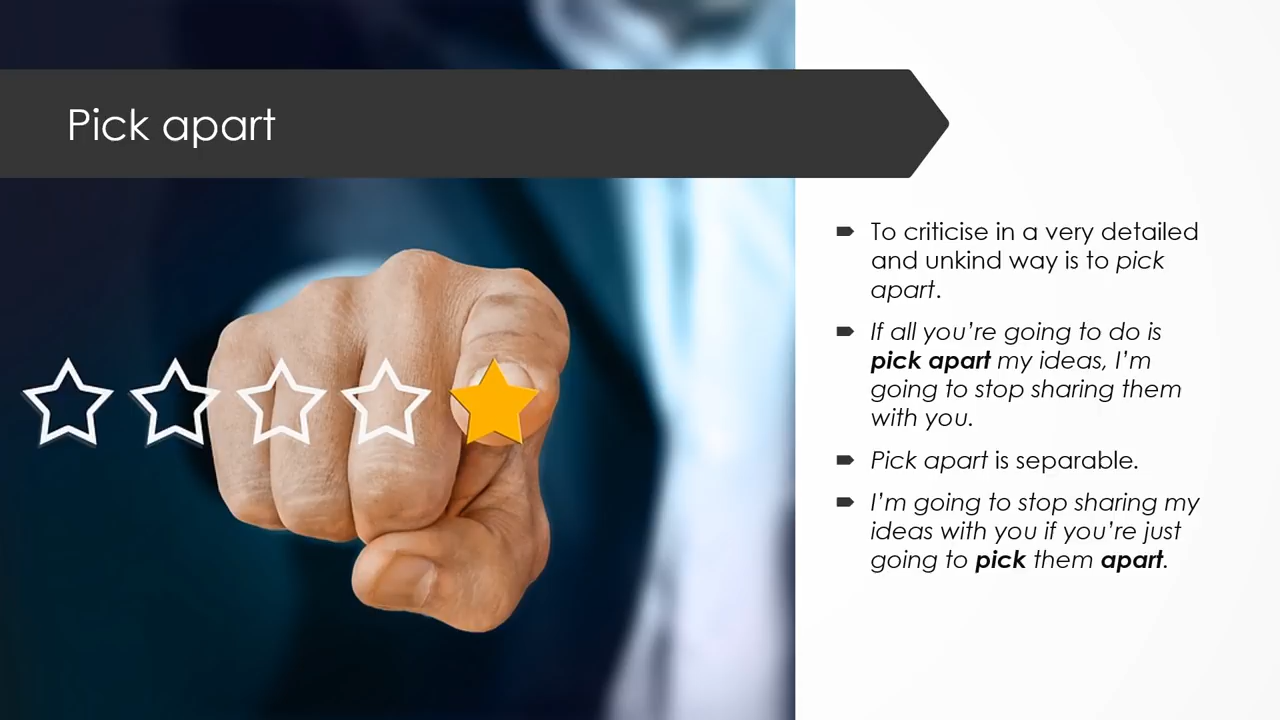 Pick apart
To criticise in a very detailed
and unkind way is to pick
apart.
If all you’re going to do is
pick apart my ideas, I’m
going to stop sharing them
with you.
Pick apart is separable.
I’m going to stop sharing my
ideas with you if you’re just
going to pick them apart.